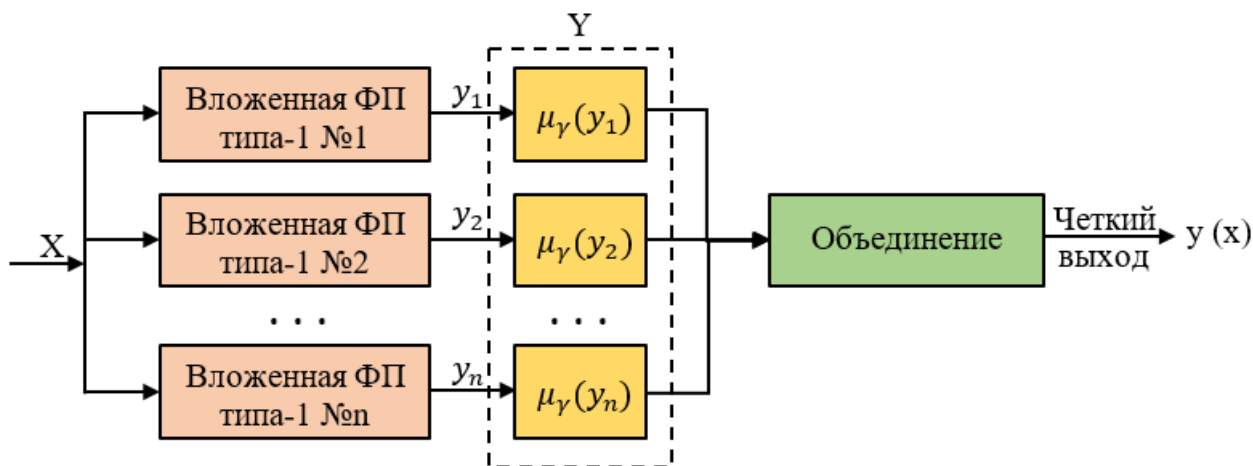 Y
Вложенная ФП
типа-1 №1
y₁
μᵧ(y₁)
X
Вложенная ФП
типа-1 №2
y₂
μᵧ(y₂)
Объединение
Четкий
выход
y (x)
. . .
. . .
Вложенная ФП
типа-1 №n
yₙ
μᵧ(yₙ)